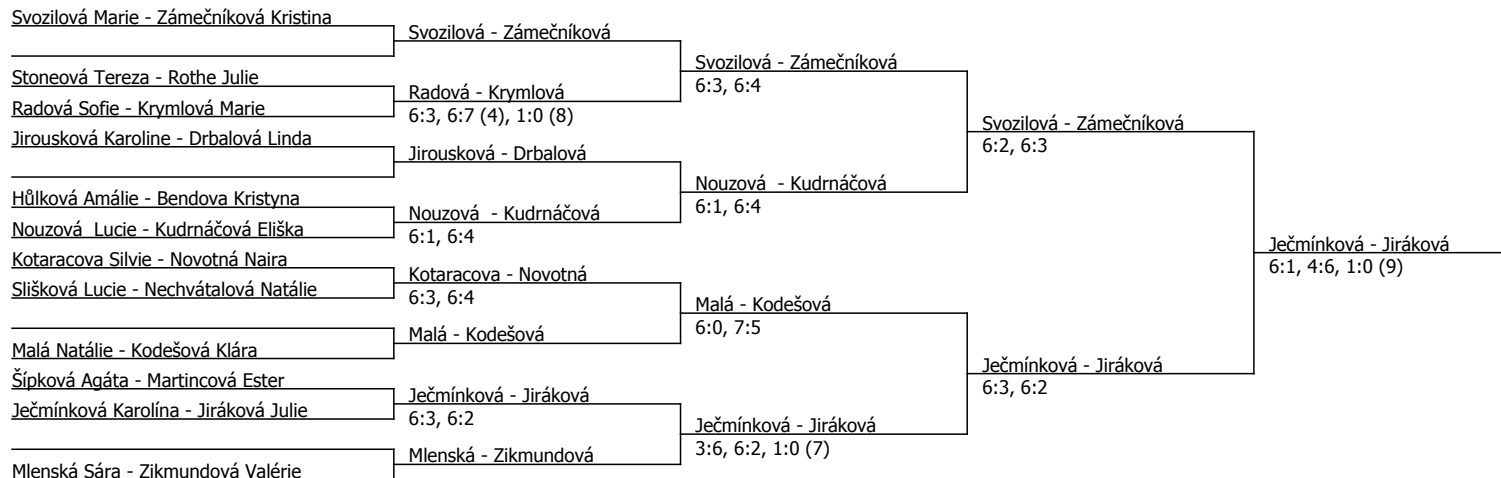 Svozilová Marie - Zámečníková Kristina
Stoneová Tereza - Rothe Julie
Radová Sofie - Krymlová Marie
Jirousková Karoline - Drbalová Linda
Hůlková Amálie - Bendova Kristyna
Nouzová  Lucie - Kudrnáčová Eliška
Kotaracova Silvie - Novotná Naira
Slišková Lucie - Nechvátalová Natálie
Malá Natálie - Kodešová Klára
Šípková Agáta - Martincová Ester
Ječmínková Karolína - Jiráková Julie
Mlenská Sára - Zikmundová Valérie
Svozilová - Zámečníková
Radová - Krymlová
6:3, 6:7 (4), 1:0 (8)
Jirousková - Drbalová
Nouzová  - Kudrnáčová
6:1, 6:4
Kotaracova - Novotná
6:3, 6:4
Malá - Kodešová
Ječmínková - Jiráková
6:3, 6:2
Mlenská - Zikmundová
Svozilová - Zámečníková
6:3, 6:4
Nouzová  - Kudrnáčová
6:1, 6:4
Malá - Kodešová
6:0, 7:5
Ječmínková - Jiráková
3:6, 6:2, 1:0 (7)
Svozilová - Zámečníková
6:2, 6:3
Ječmínková - Jiráková
6:3, 6:2
Ječmínková - Jiráková
6:1, 4:6, 1:0 (9)